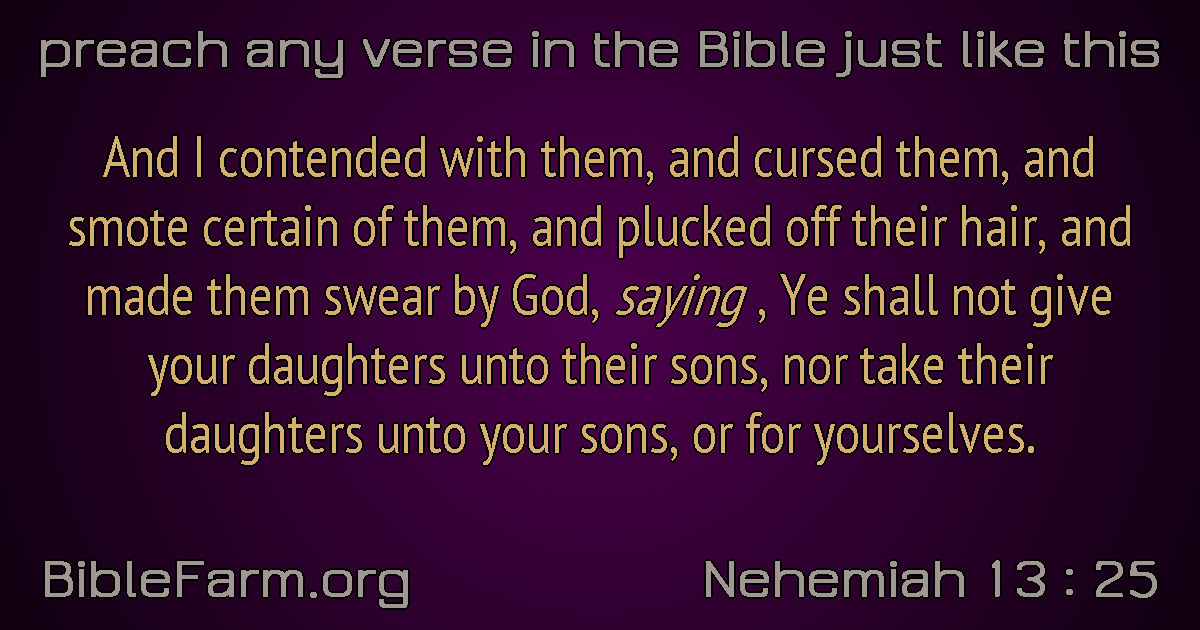 preach any verse in the Bible just like this
And I contended with them, and cursed them, and
smote certain of them, and plucked off their hair, and
made them swear by God, saying , Ye shall not give
your daughters unto their sons, nor take their
daughters unto your sons, or for yourselves.
BibleFarm.org
Nehemiah 13 : 25